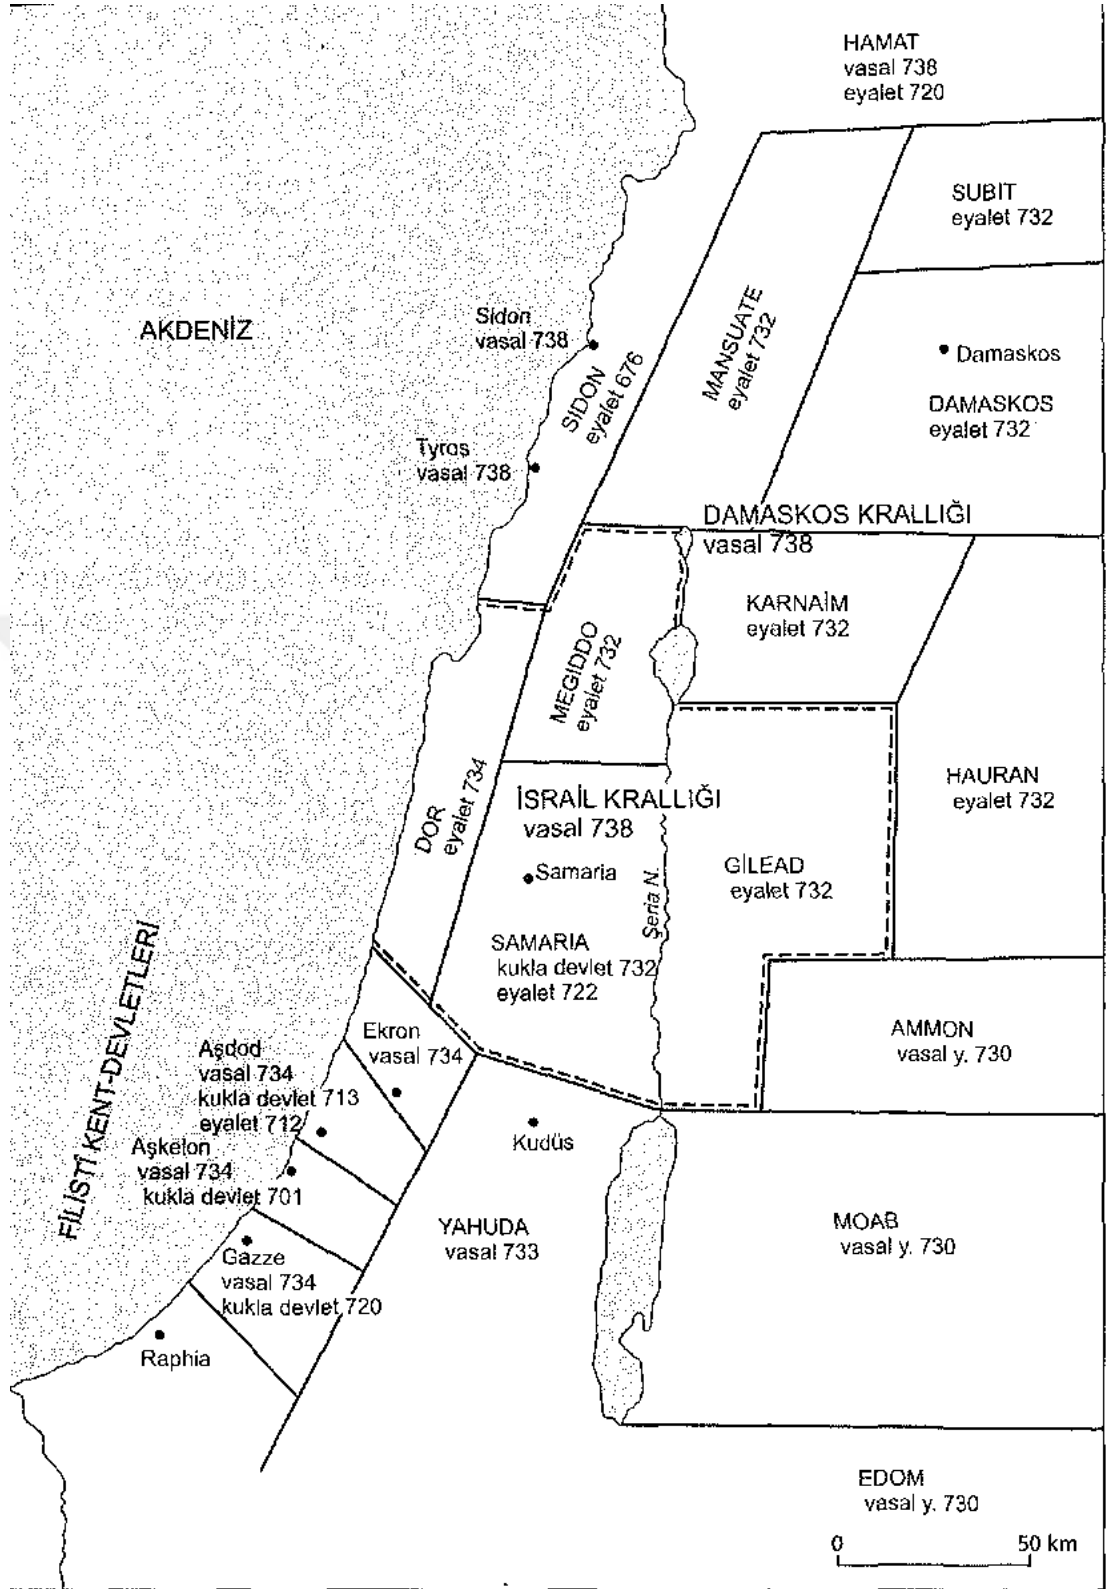 HAMAT
vasal 738
eyalet 720
SUBIT
eyalet 732
AKDENİZ
Sidon
vasal 738
MANSUATE
eyalet 732
Damaskos
DAMASKOS
eyalet 732
SIDON
eyalet 676
Tyros
vasal 738
DAMASKOS KRALLIĞI
vasal 738
KARNAİM
eyalet 732
MEGIDDO
eyalet 732
HAURAN
eyalet 732
DOR
eyalet 734
İSRAİL KRALLIĞI
vasal 738
Samaria
GİLEAD
eyalet 732
Şeria N.
SAMARIA
kukla devlet 732
eyalet 722
FİLİSTİ KENT-DEVLETLERİ
Ekron
vasal 734
AMMON
vasal y. 730
Aşdod
vasal 734
kukla devlet 713
eyalet 712
Kudüs
Aşkelon
vasal 734
kukla devlet 701
YAHUDA
vasal 733
MOAB
vasal y. 730
Gazze
vasal 734
kukla devlet 720
Raphia
EDOM
vasal y. 730
0 50 km